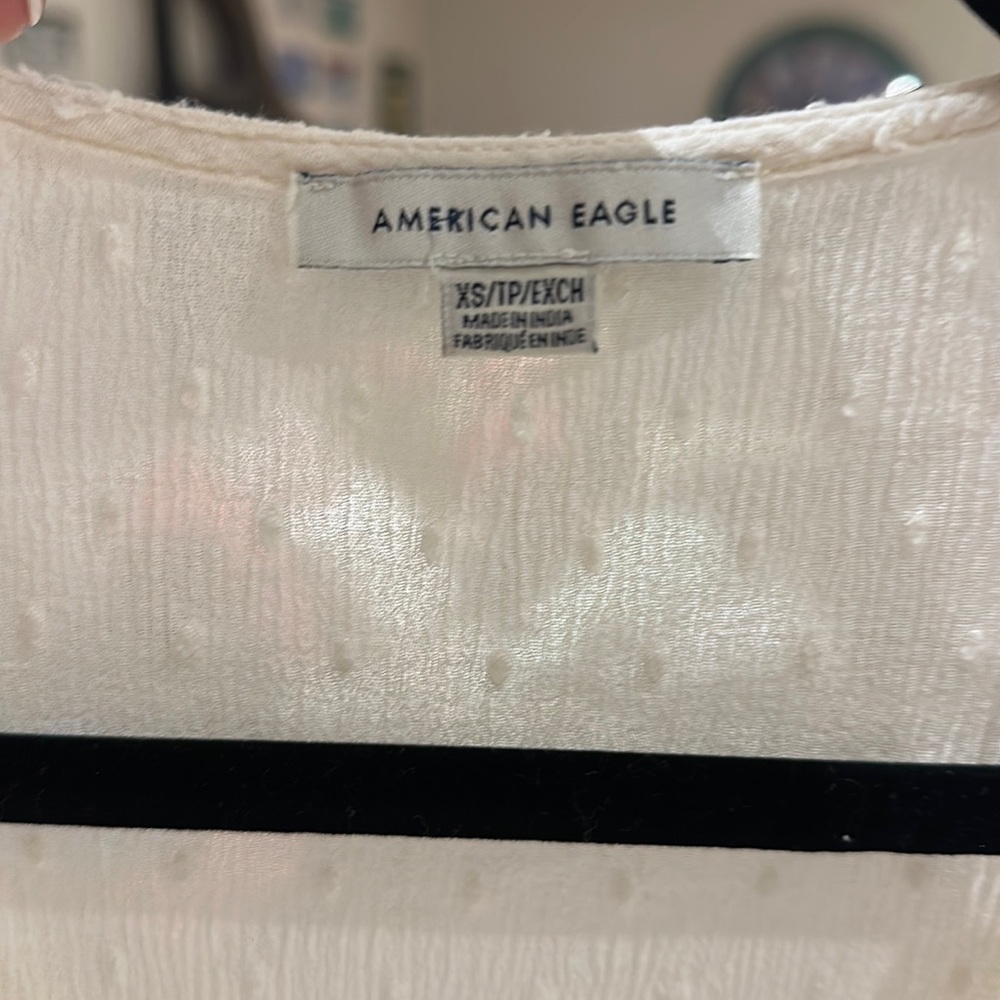 AMERICAN EAGLE
XS/TP/EXCH
MADE IN INDIA
FABRIQUÉ EN INDE